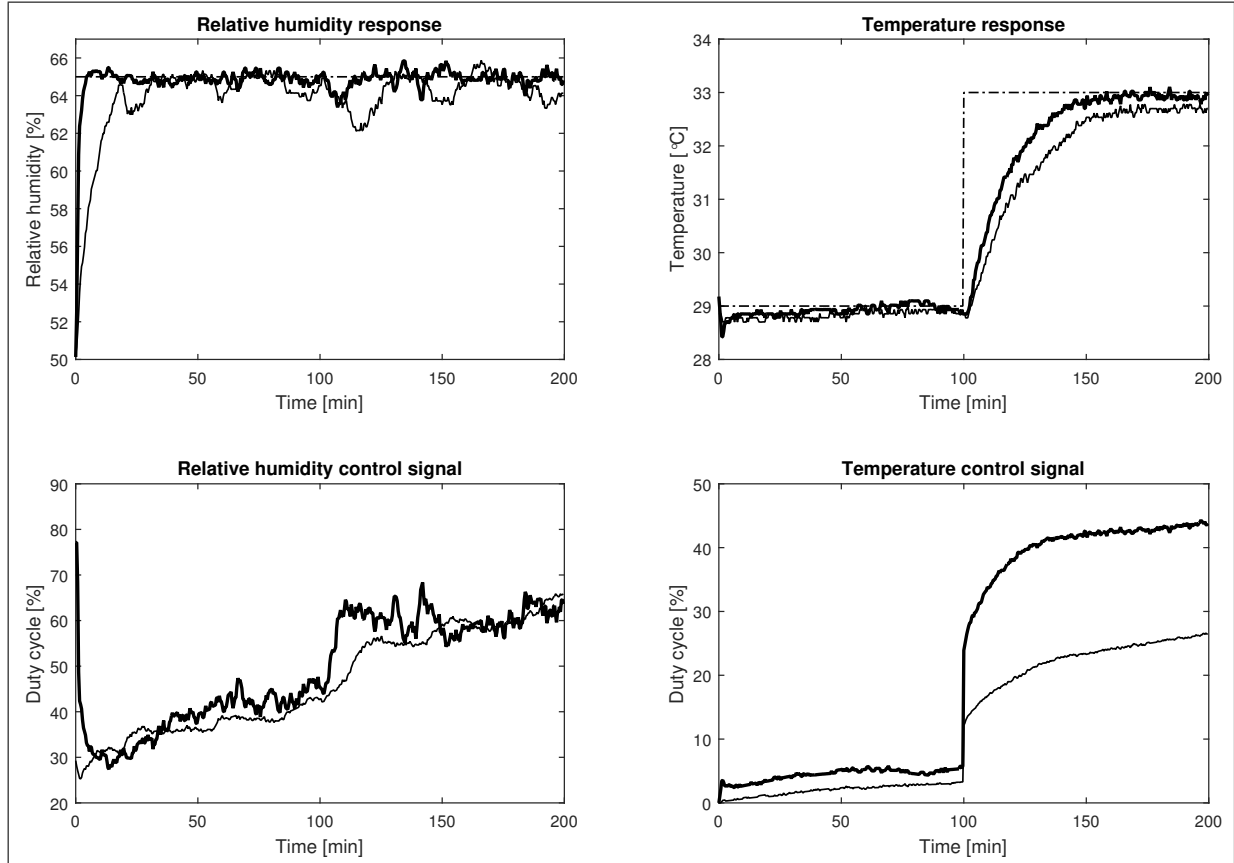 Relative humidity response
Relative humidity [%]
66
64
62
60
58
56
54
52
50
0 50 100 150 200
Time [min]
Temperature response
Temperature [°C]
34
33
32
31
30
29
28
0 50 100 150 200
Time [min]
Relative humidity control signal
Duty cycle [%]
90
80
70
60
50
40
30
20
0 50 100 150 200
Time [min]
Temperature control signal
Duty cycle [%]
50
40
30
20
10
0
0 50 100 150 200
Time [min]